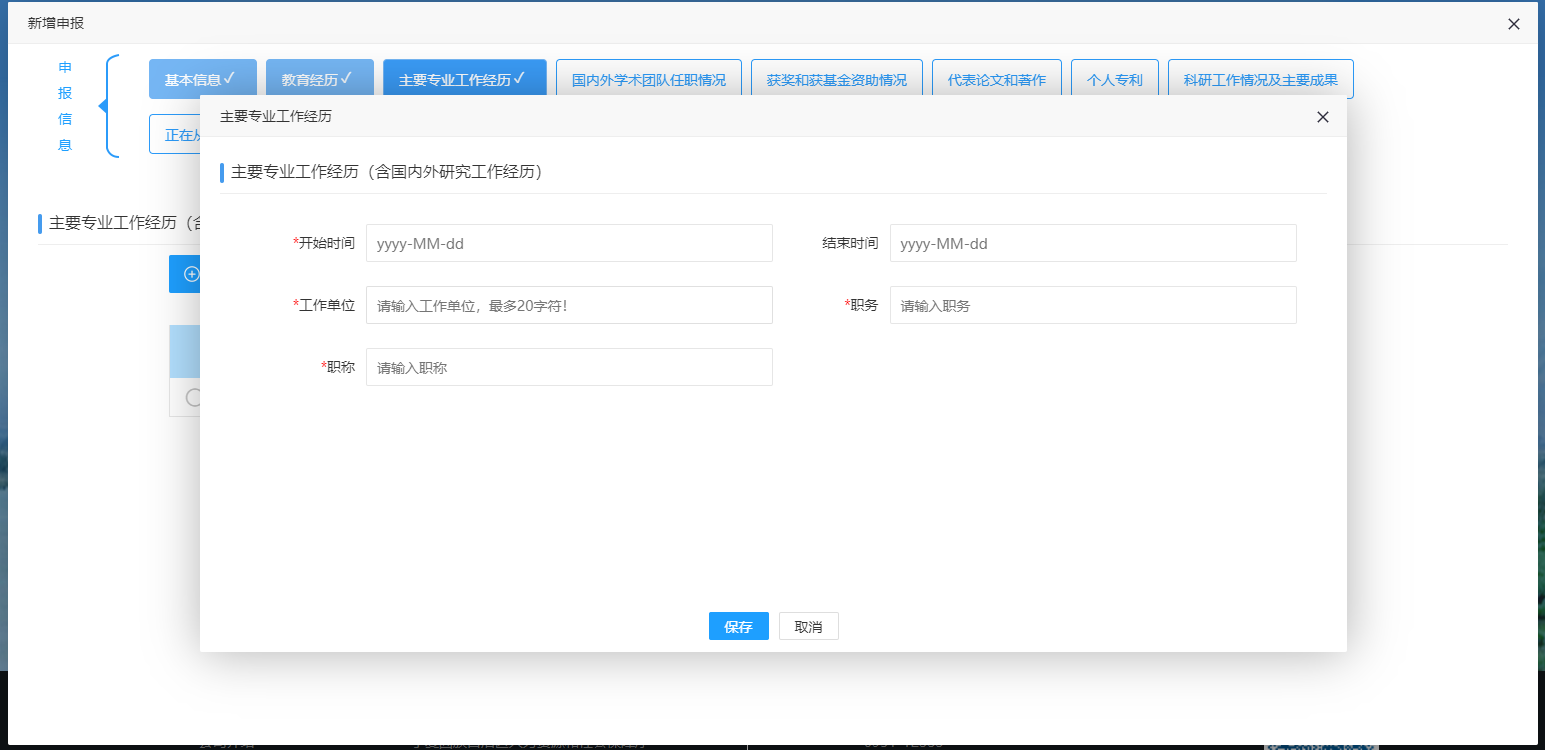 新增申报
申报信息
基本信息✓ 教育经历✓ 主要专业工作经历✓ 国内外学术团队任职情况 获奖和获基金资助情况 代表论文和著作 个人专利 科研工作情况及主要成果
正在从
主要专业工作经历
主要专业工作经历（含国内外研究工作经历）
主要专业工作经历（含
*开始时间 yyyy-MM-dd 结束时间 yyyy-MM-dd
*工作单位 请输入工作单位，最多20字符！ *职务 请输入职务
*职称 请输入职称
保存 取消